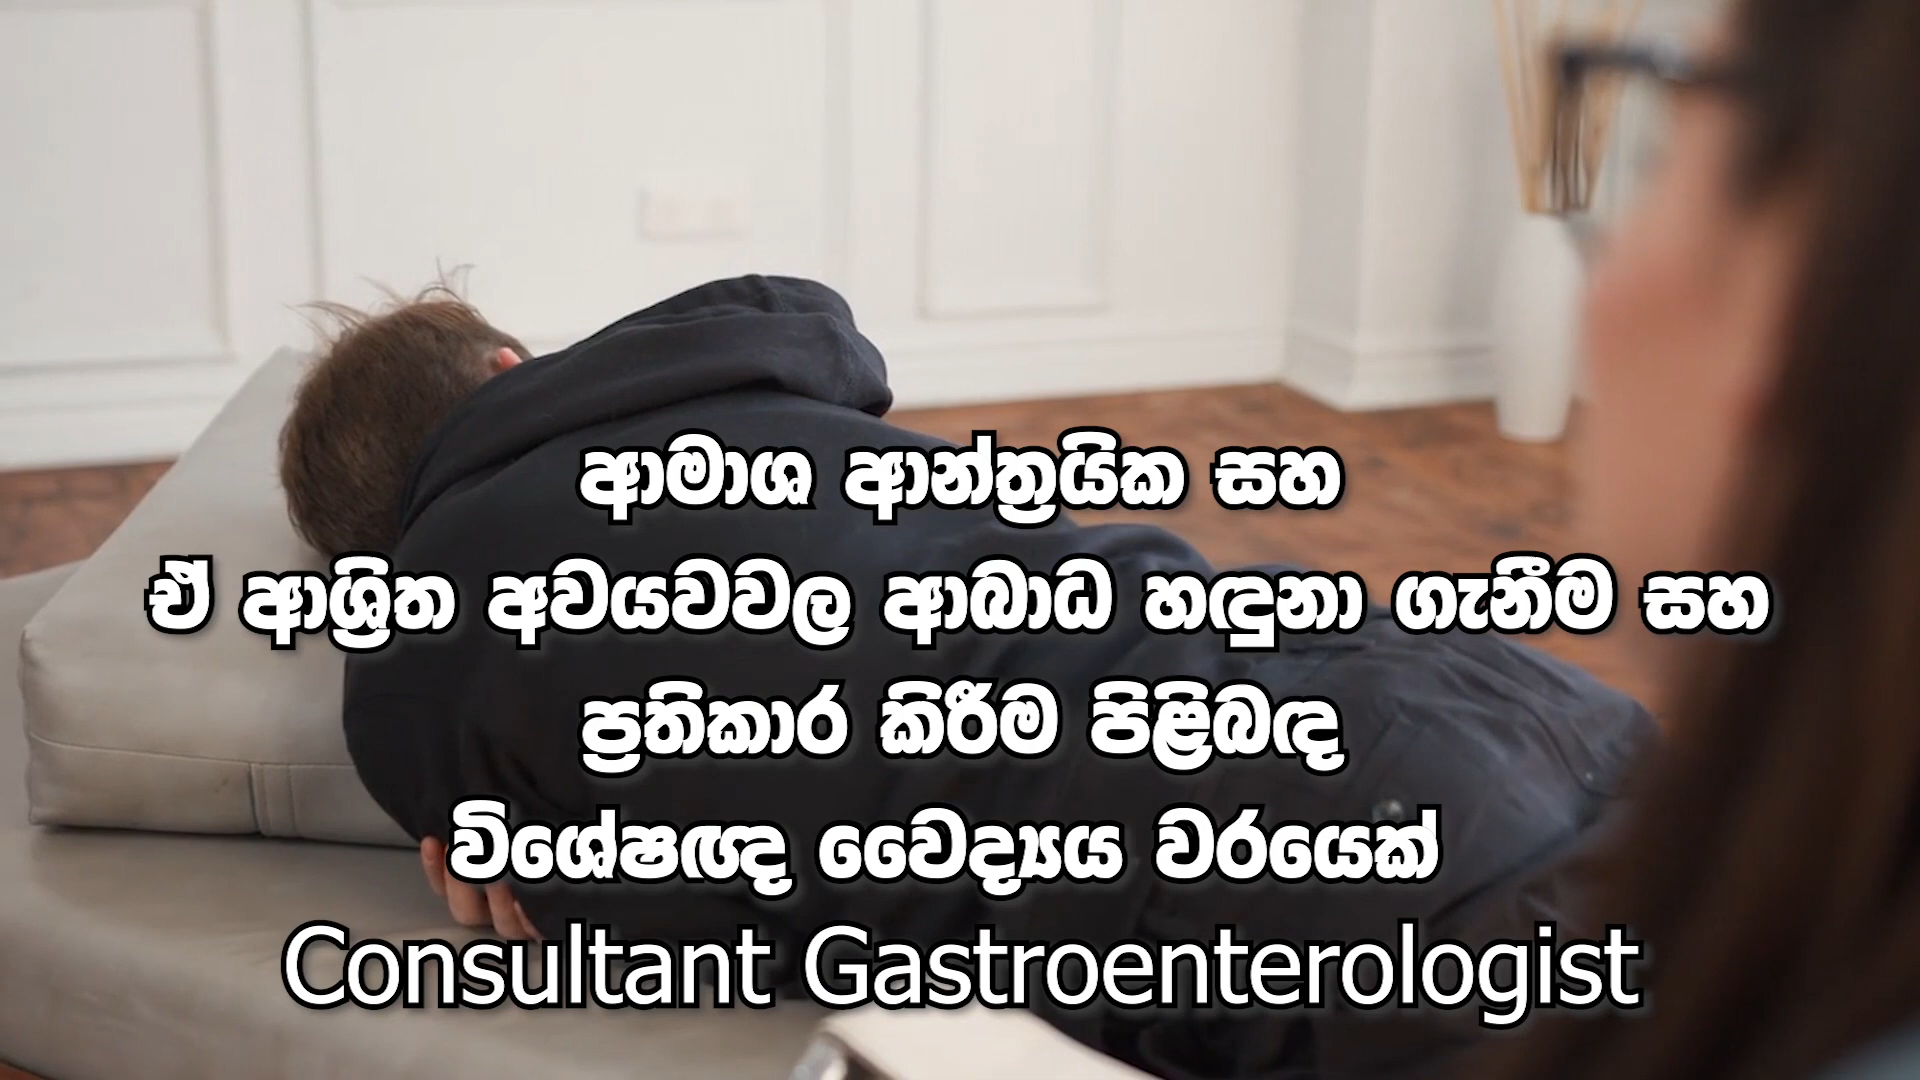 ආමාශ ආන්ත්‍රයික සහ
ඒ ආශ්‍රිත අවයවවල ආබාධ හඳුනා ගැනීම සහ
ප්‍රතිකාර කිරීම පිළිබඳ
විශේෂඥ වෛද්‍යය වරයෙක්
Consultant Gastroenterologist